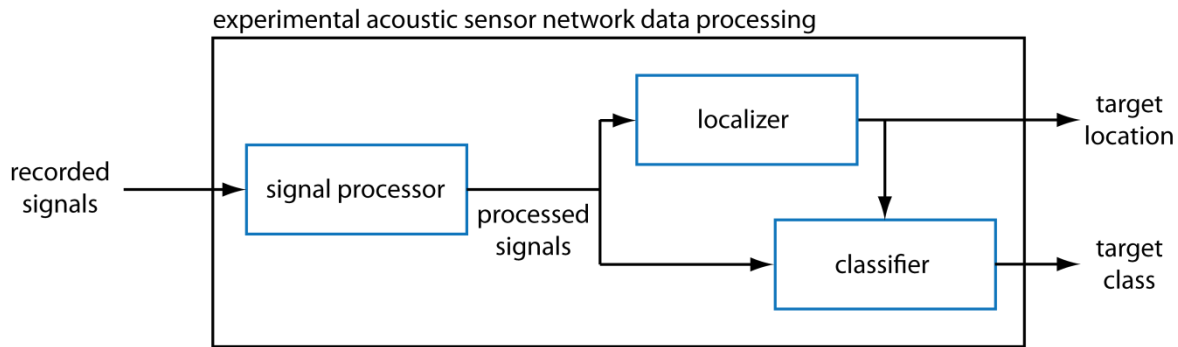 experimental acoustic sensor network data processing
localizer
target
location
recorded
signals
signal processor
processed
signals
classifier
target
class